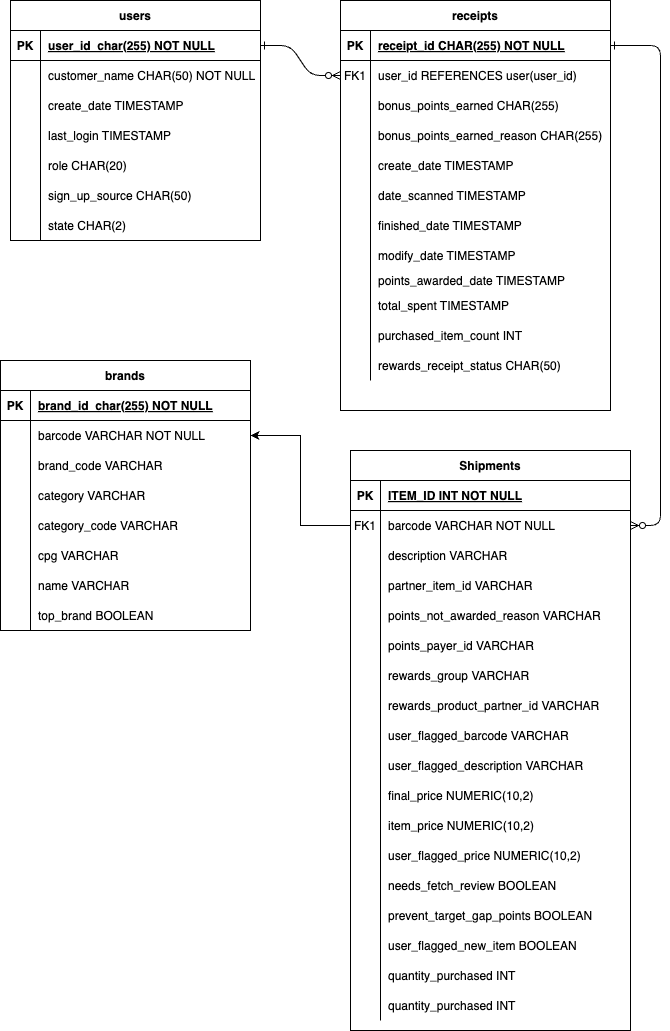 users
PK user_id_char(255) NOT NULL
customer_name CHAR(50) NOT NULL
create_date TIMESTAMP
last_login TIMESTAMP
role CHAR(20)
sign_up_source CHAR(50)
state CHAR(2)
receipts
PK receipt_id CHAR(255) NOT NULL
FK1 user_id REFERENCES user(user_id)
bonus_points_earned CHAR(255)
bonus_points_earned_reason CHAR(255)
create_date TIMESTAMP
date_scanned TIMESTAMP
finished_date TIMESTAMP
modify_date TIMESTAMP
points_awarded_date TIMESTAMP
total_spent TIMESTAMP
purchased_item_count INT
rewards_receipt_status CHAR(50)
brands
PK brand_id_char(255) NOT NULL
barcode VARCHAR NOT NULL
brand_code VARCHAR
category VARCHAR
category_code VARCHAR
cpg VARCHAR
name VARCHAR
top_brand BOOLEAN
Shipments
PK ITEM_ID INT NOT NULL
FK1 barcode VARCHAR NOT NULL
description VARCHAR
partner_item_id VARCHAR
points_not_awarded_reason VARCHAR
points_payer_id VARCHAR
rewards_group VARCHAR
rewards_product_partner_id VARCHAR
user_flagged_barcode VARCHAR
user_flagged_description VARCHAR
final_price NUMERIC(10,2)
item_price NUMERIC(10,2)
user_flagged_price NUMERIC(10,2)
needs_fetch_review BOOLEAN
prevent_target_gap_points BOOLEAN
user_flagged_new_item BOOLEAN
quantity_purchased INT
quantity_purchased INT